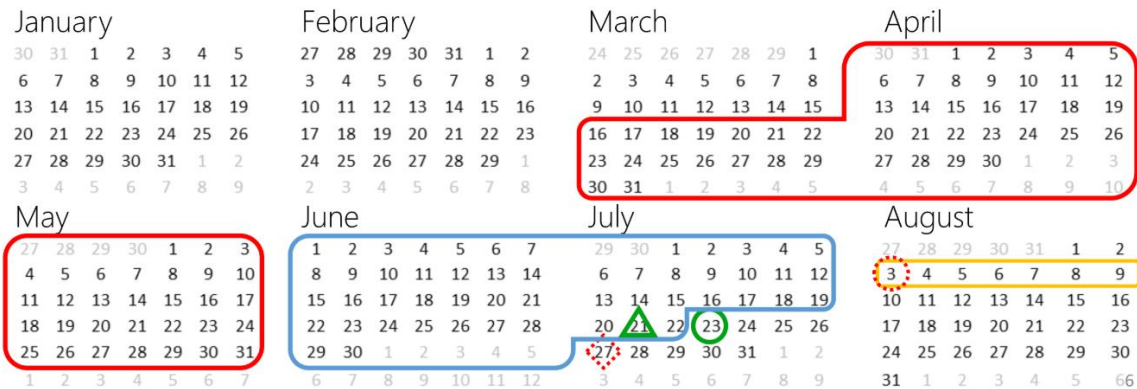 January
30 31 1 2 3 4 5
6 7 8 9 10 11 12
13 14 15 16 17 18 19
20 21 22 23 24 25 26
27 28 29 30 31 1 2
3 4 5 6 7 8 9
February
27 28 29 30 31 1 2
3 4 5 6 7 8 9
10 11 12 13 14 15 16
17 18 19 20 21 22 23
24 25 26 27 28 29 1
2 3 4 5 6 7 8
March
24 25 26 27 28 29 1
2 3 4 5 6 7 8
9 10 11 12 13 14 15
16 17 18 19 20 21 22
23 24 25 26 27 28 29
30 31 1 2 3 4 5
April
30 31 1 2 3 4 5
6 7 8 9 10 11 12
13 14 15 16 17 18 19
20 21 22 23 24 25 26
27 28 29 30 1 2 3
4 5 6 7 8 9 10
May
27 28 29 30 1 2 3
4 5 6 7 8 9 10
11 12 13 14 15 16 17
18 19 20 21 22 23 24
25 26 27 28 29 30 31
1 2 3 4 5 6 7
June
1 2 3 4 5 6 7
8 9 10 11 12 13 14
15 16 17 18 19 20 21
22 23 24 25 26 27 28
29 30 1 2 3 4 5
6 7 8 9 10 11 12
July
29 30 1 2 3 4 5
6 7 8 9 10 11 12
13 14 15 16 17 18 19
20 21 22 23 24 25 26
27 28 29 30 31 1 2
3 4 5 6 7 8 9
August
27 28 29 30 31 1 2
3 4 5 6 7 8 9
10 11 12 13 14 15 16
17 18 19 20 21 22 23
24 25 26 27 28 29 30
31 1 2 3 4 5 6
6